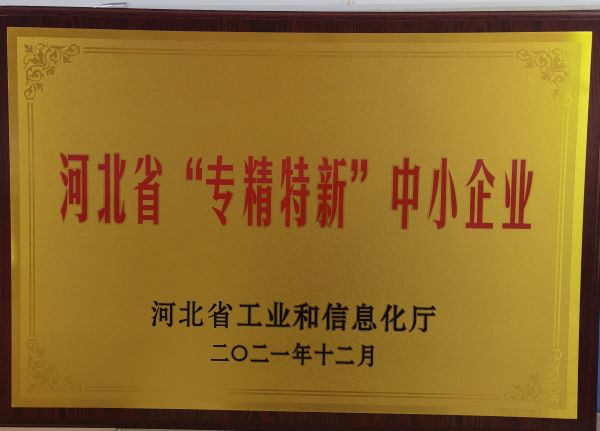 河北省“专精特新”中小企业
河北省工业和信息化厅
二〇二一年十二月